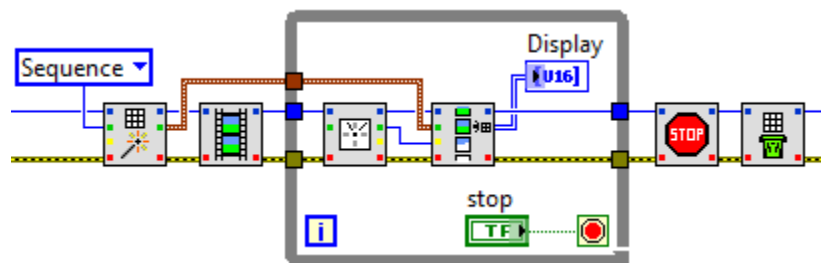 Display
Sequence
U16]
STOP
stop
TF
i